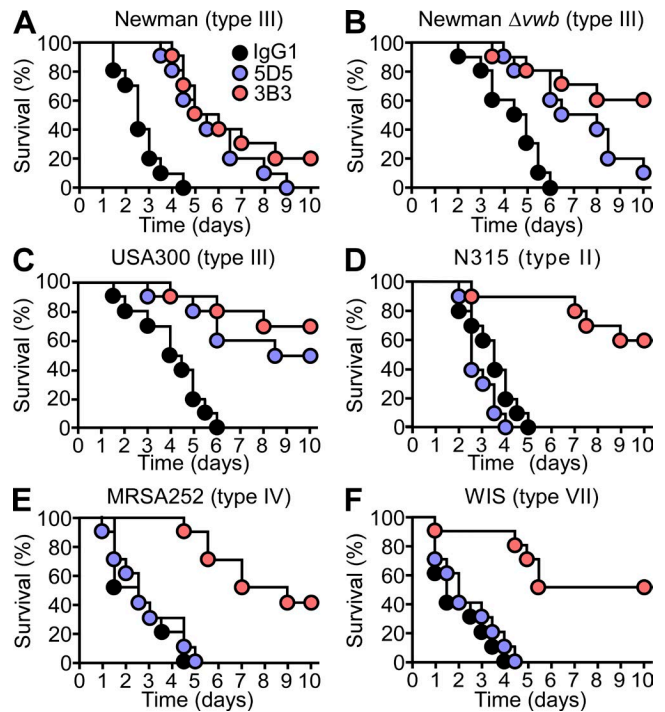 A Newman (type III)
IgG1
5D5
3B3
Survival (%)
100
80
60
40
20
0
0 1 2 3 4 5 6 7 8 9 10
Time (days)
B Newman Δvwb (type III)
Survival (%)
100
80
60
40
20
0
0 1 2 3 4 5 6 7 8 9 10
Time (days)
C USA300 (type III)
Survival (%)
100
80
60
40
20
0
0 1 2 3 4 5 6 7 8 9 10
Time (days)
D N315 (type II)
Survival (%)
100
80
60
40
20
0
0 1 2 3 4 5 6 7 8 9 10
Time (days)
E MRSA252 (type IV)
Survival (%)
100
80
60
40
20
0
0 1 2 3 4 5 6 7 8 9 10
Time (days)
F WIS (type VII)
Survival (%)
100
80
60
40
20
0
0 1 2 3 4 5 6 7 8 9 10
Time (days)